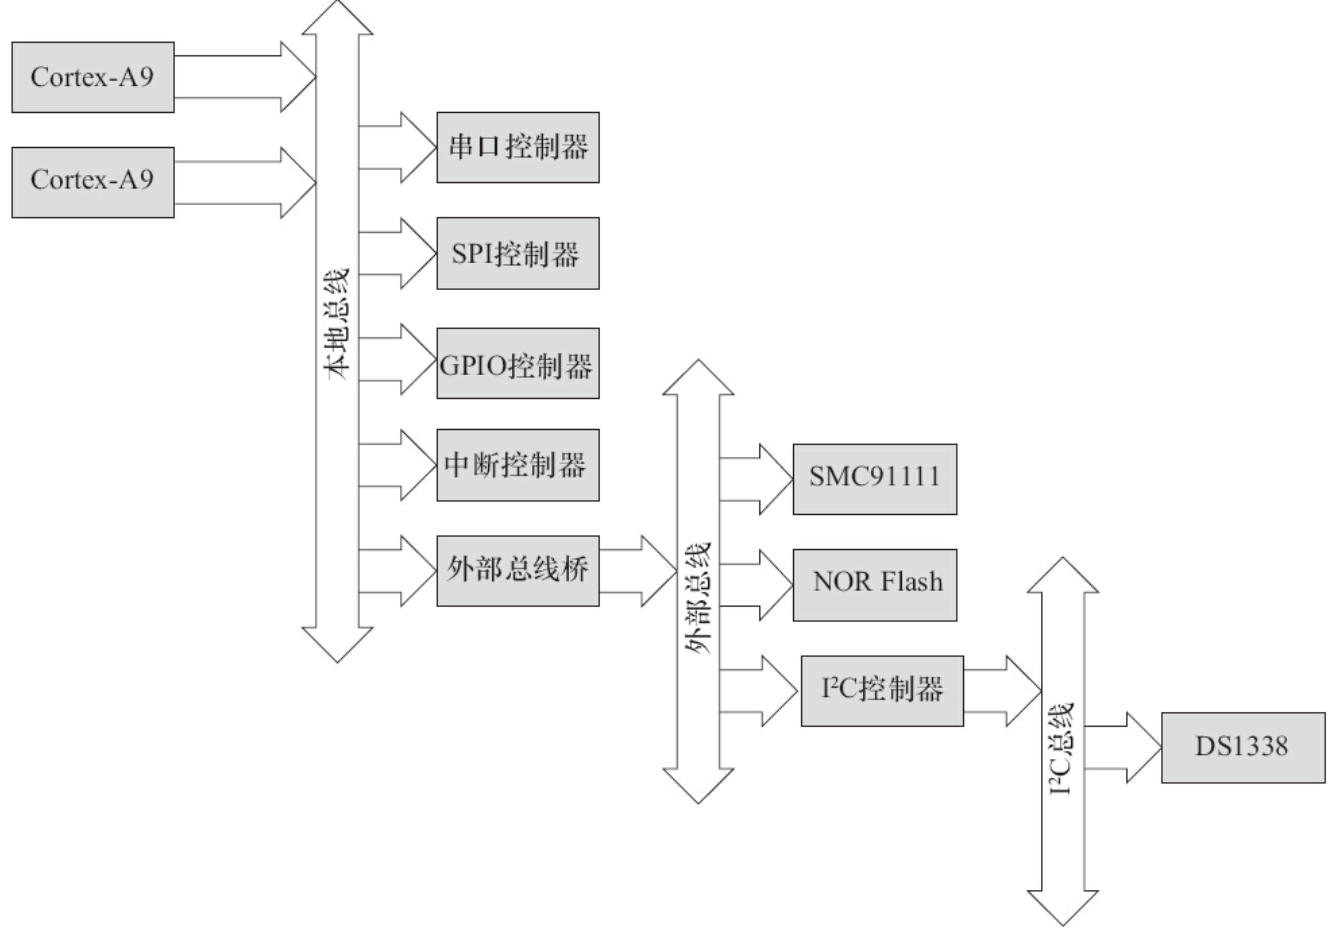 Cortex-A9
Cortex-A9
本地总线
串口控制器
SPI控制器
GPIO控制器
中断控制器
外部总线桥
外部总线
SMC91111
NOR Flash
I²C控制器
I²C总线
DS1338